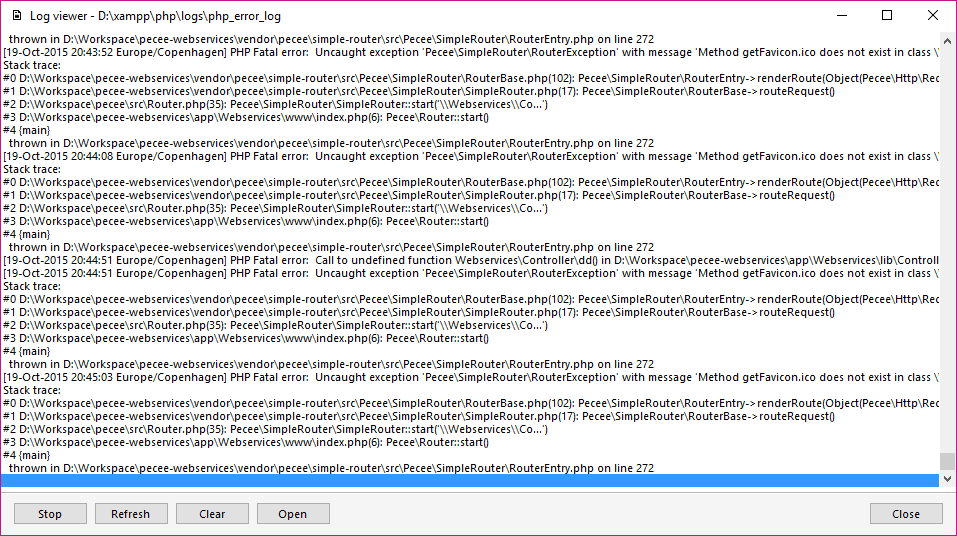 Log viewer - D:\xampp\php\logs\php_error_log
thrown in D:\Workspace\pecee-webservices\vendor\pecee\simple-router\src\Pecee\SimpleRouter\RouterEntry.php on line 272
[19-Oct-2015 20:43:52 Europe/Copenhagen] PHP Fatal error:  Uncaught exception 'Pecee\SimpleRouter\RouterException' with message 'Method getFavicon.ico does not exist in class \
Stack trace:
#0 D:\Workspace\pecee-webservices\vendor\pecee\simple-router\src\Pecee\SimpleRouter\RouterBase.php(102): Pecee\SimpleRouter\RouterEntry->renderRoute(Object(Pecee\Http\Rec
#1 D:\Workspace\pecee-webservices\vendor\pecee\simple-router\src\Pecee\SimpleRouter\SimpleRouter.php(17): Pecee\SimpleRouter\RouterBase->routeRequest()
#2 D:\Workspace\pecee\src\Router.php(35): Pecee\SimpleRouter\SimpleRouter::start('\\Webservices\\Co...')
#3 D:\Workspace\pecee-webservices\app\Webservices\www\index.php(6): Pecee\Router::start()
#4 {main}
thrown in D:\Workspace\pecee-webservices\vendor\pecee\simple-router\src\Pecee\SimpleRouter\RouterEntry.php on line 272
[19-Oct-2015 20:44:08 Europe/Copenhagen] PHP Fatal error:  Uncaught exception 'Pecee\SimpleRouter\RouterException' with message 'Method getFavicon.ico does not exist in class \
Stack trace:
#0 D:\Workspace\pecee-webservices\vendor\pecee\simple-router\src\Pecee\SimpleRouter\RouterBase.php(102): Pecee\SimpleRouter\RouterEntry->renderRoute(Object(Pecee\Http\Rec
#1 D:\Workspace\pecee-webservices\vendor\pecee\simple-router\src\Pecee\SimpleRouter\SimpleRouter.php(17): Pecee\SimpleRouter\RouterBase->routeRequest()
#2 D:\Workspace\pecee\src\Router.php(35): Pecee\SimpleRouter\SimpleRouter::start('\\Webservices\\Co...')
#3 D:\Workspace\pecee-webservices\app\Webservices\www\index.php(6): Pecee\Router::start()
#4 {main}
thrown in D:\Workspace\pecee-webservices\vendor\pecee\simple-router\src\Pecee\SimpleRouter\RouterEntry.php on line 272
[19-Oct-2015 20:44:51 Europe/Copenhagen] PHP Fatal error:  Call to undefined function Webservices\Controller\dd() in D:\Workspace\pecee-webservices\app\Webservices\lib\Controll
[19-Oct-2015 20:44:51 Europe/Copenhagen] PHP Fatal error:  Uncaught exception 'Pecee\SimpleRouter\RouterException' with message 'Method getFavicon.ico does not exist in class \
Stack trace:
#0 D:\Workspace\pecee-webservices\vendor\pecee\simple-router\src\Pecee\SimpleRouter\RouterBase.php(102): Pecee\SimpleRouter\RouterEntry->renderRoute(Object(Pecee\Http\Rec
#1 D:\Workspace\pecee-webservices\vendor\pecee\simple-router\src\Pecee\SimpleRouter\SimpleRouter.php(17): Pecee\SimpleRouter\RouterBase->routeRequest()
#2 D:\Workspace\pecee\src\Router.php(35): Pecee\SimpleRouter\SimpleRouter::start('\\Webservices\\Co...')
#3 D:\Workspace\pecee-webservices\app\Webservices\www\index.php(6): Pecee\Router::start()
#4 {main}
thrown in D:\Workspace\pecee-webservices\vendor\pecee\simple-router\src\Pecee\SimpleRouter\RouterEntry.php on line 272
[19-Oct-2015 20:45:03 Europe/Copenhagen] PHP Fatal error:  Uncaught exception 'Pecee\SimpleRouter\RouterException' with message 'Method getFavicon.ico does not exist in class \
Stack trace:
#0 D:\Workspace\pecee-webservices\vendor\pecee\simple-router\src\Pecee\SimpleRouter\RouterBase.php(102): Pecee\SimpleRouter\RouterEntry->renderRoute(Object(Pecee\Http\Rec
#1 D:\Workspace\pecee-webservices\vendor\pecee\simple-router\src\Pecee\SimpleRouter\SimpleRouter.php(17): Pecee\SimpleRouter\RouterBase->routeRequest()
#2 D:\Workspace\pecee\src\Router.php(35): Pecee\SimpleRouter\SimpleRouter::start('\\Webservices\\Co...')
#3 D:\Workspace\pecee-webservices\app\Webservices\www\index.php(6): Pecee\Router::start()
#4 {main}
thrown in D:\Workspace\pecee-webservices\vendor\pecee\simple-router\src\Pecee\SimpleRouter\RouterEntry.php on line 272
Stop Refresh Clear Open Close